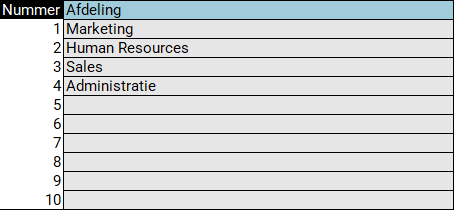 Nummer Afdeling
1 Marketing
2 Human Resources
3 Sales
4 Administratie
5
6
7
8
9
10